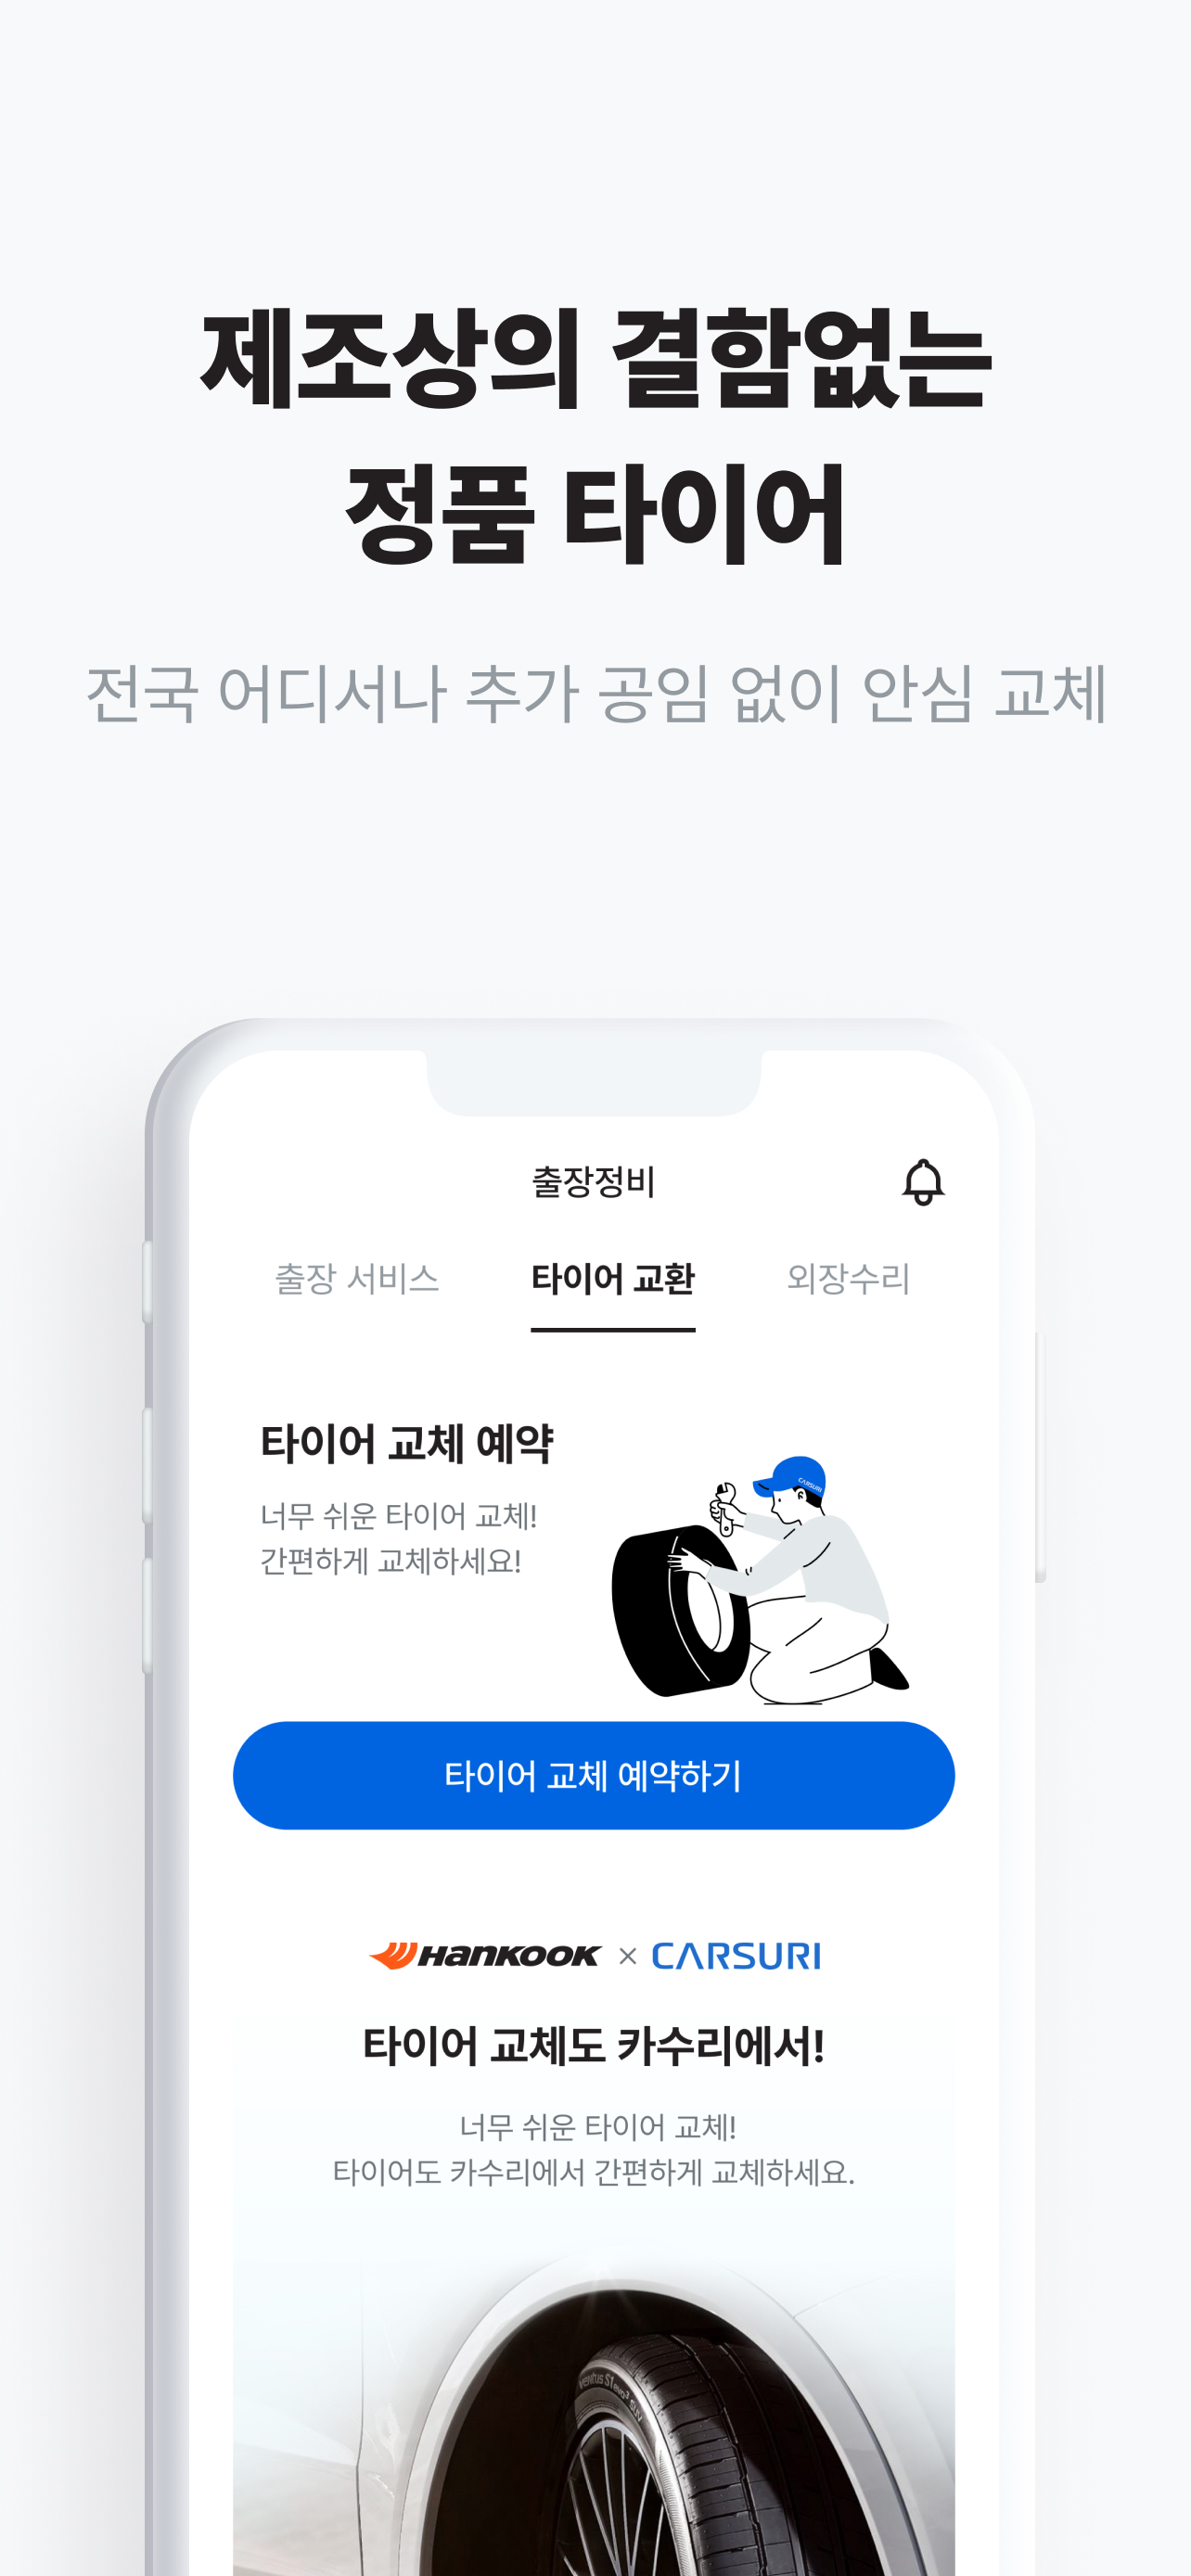 제조상의 결함없는
정품 타이어
전국 어디서나 추가 공임 없이 안심 교체
출장정비
출장 서비스
타이어 교환
외장수리
타이어 교체 예약
너무 쉬운 타이어 교체!
간편하게 교체하세요!
CARSURI
타이어 교체 예약하기
HANKOOK × CARSURI
타이어 교체도 카수리에서!
너무 쉬운 타이어 교체!
타이어도 카수리에서 간편하게 교체하세요.
ventus S1 evo3 SUV